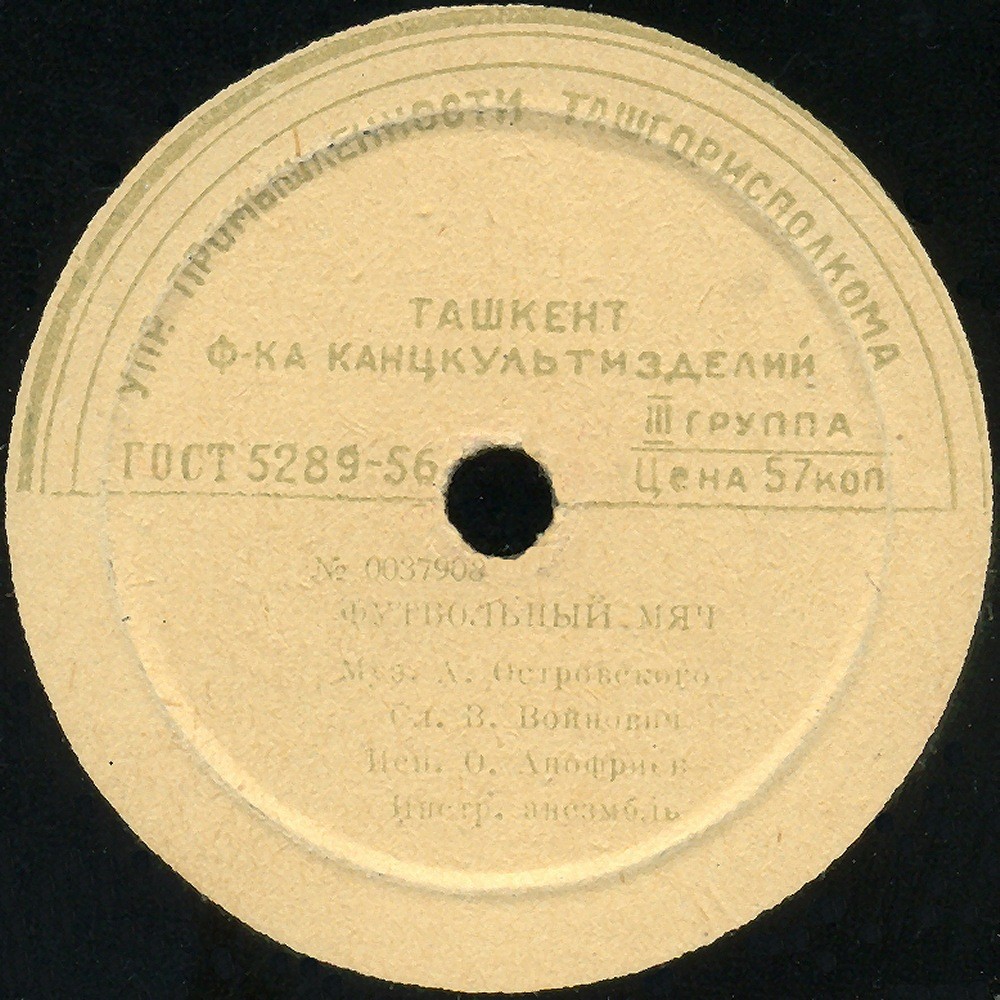 УПР. ПРОМЫШЛЕННОСТИ ТАШГОРИСПОЛКОМА
ТАШКЕНТ
Ф-КА КАНЦКУЛЬТИЗДЕЛИЙ
III ГРУППА
ГОСТ 5289-56
Цена 57 коп
№ 0037908
ФУТБОЛЬНЫЙ МЯЧ
Муз. А. Островского
Сл. В. Войнович
Исп. О. Анофриев
Инстр. ансамбль